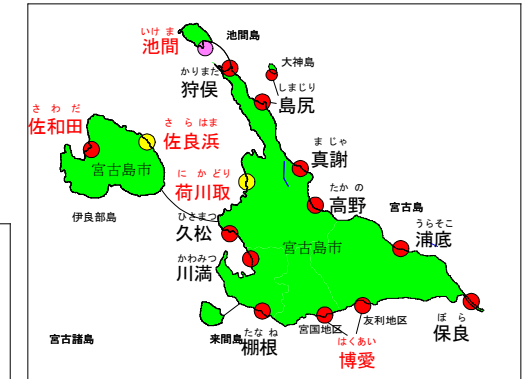 いけ ま
池間
池間島
大神島
かりまた
狩俣
しまじり
島尻
さ わ だ
佐和田
さ ら はま
佐良浜
宮古島市
伊良部島
ま じゃ
真謝
に か どり
荷川取
たか の
高野
宮古島
うらそこ
浦底
ひさまつ
久松
宮古島市
かわみつ
川満
ぼ ら
保良
たな ね
棚根
宮国地区
友利地区
はくあい
博愛
来間島
宮古諸島